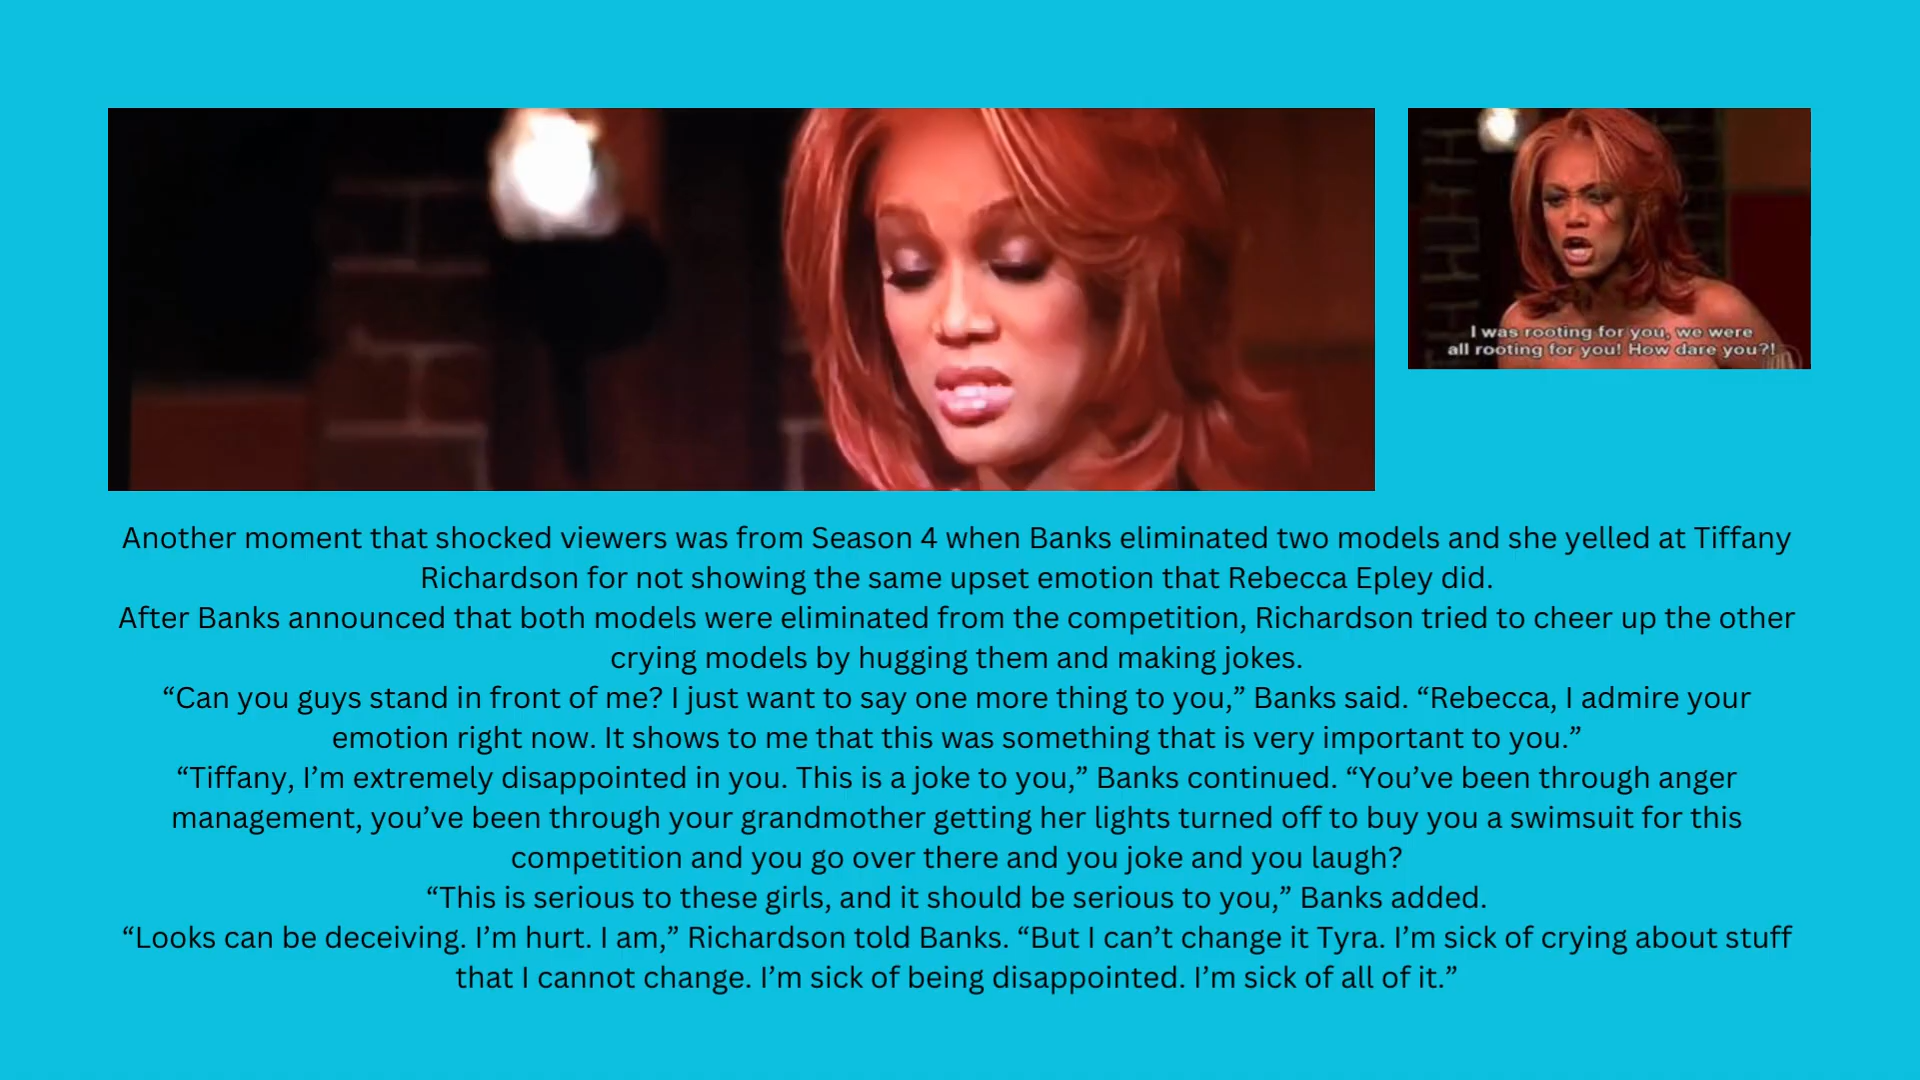 I was rooting for you, we were
all rooting for you! How dare you?!
Another moment that shocked viewers was from Season 4 when Banks eliminated two models and she yelled at Tiffany
Richardson for not showing the same upset emotion that Rebecca Epley did.
After Banks announced that both models were eliminated from the competition, Richardson tried to cheer up the other
crying models by hugging them and making jokes.
“Can you guys stand in front of me? I just want to say one more thing to you,” Banks said. “Rebecca, I admire your
emotion right now. It shows to me that this was something that is very important to you.”
“Tiffany, I’m extremely disappointed in you. This is a joke to you,” Banks continued. “You’ve been through anger
management, you’ve been through your grandmother getting her lights turned off to buy you a swimsuit for this
competition and you go over there and you joke and you laugh?
“This is serious to these girls, and it should be serious to you,” Banks added.
“Looks can be deceiving. I’m hurt. I am,” Richardson told Banks. “But I can’t change it Tyra. I’m sick of crying about stuff
that I cannot change. I’m sick of being disappointed. I’m sick of all of it.”